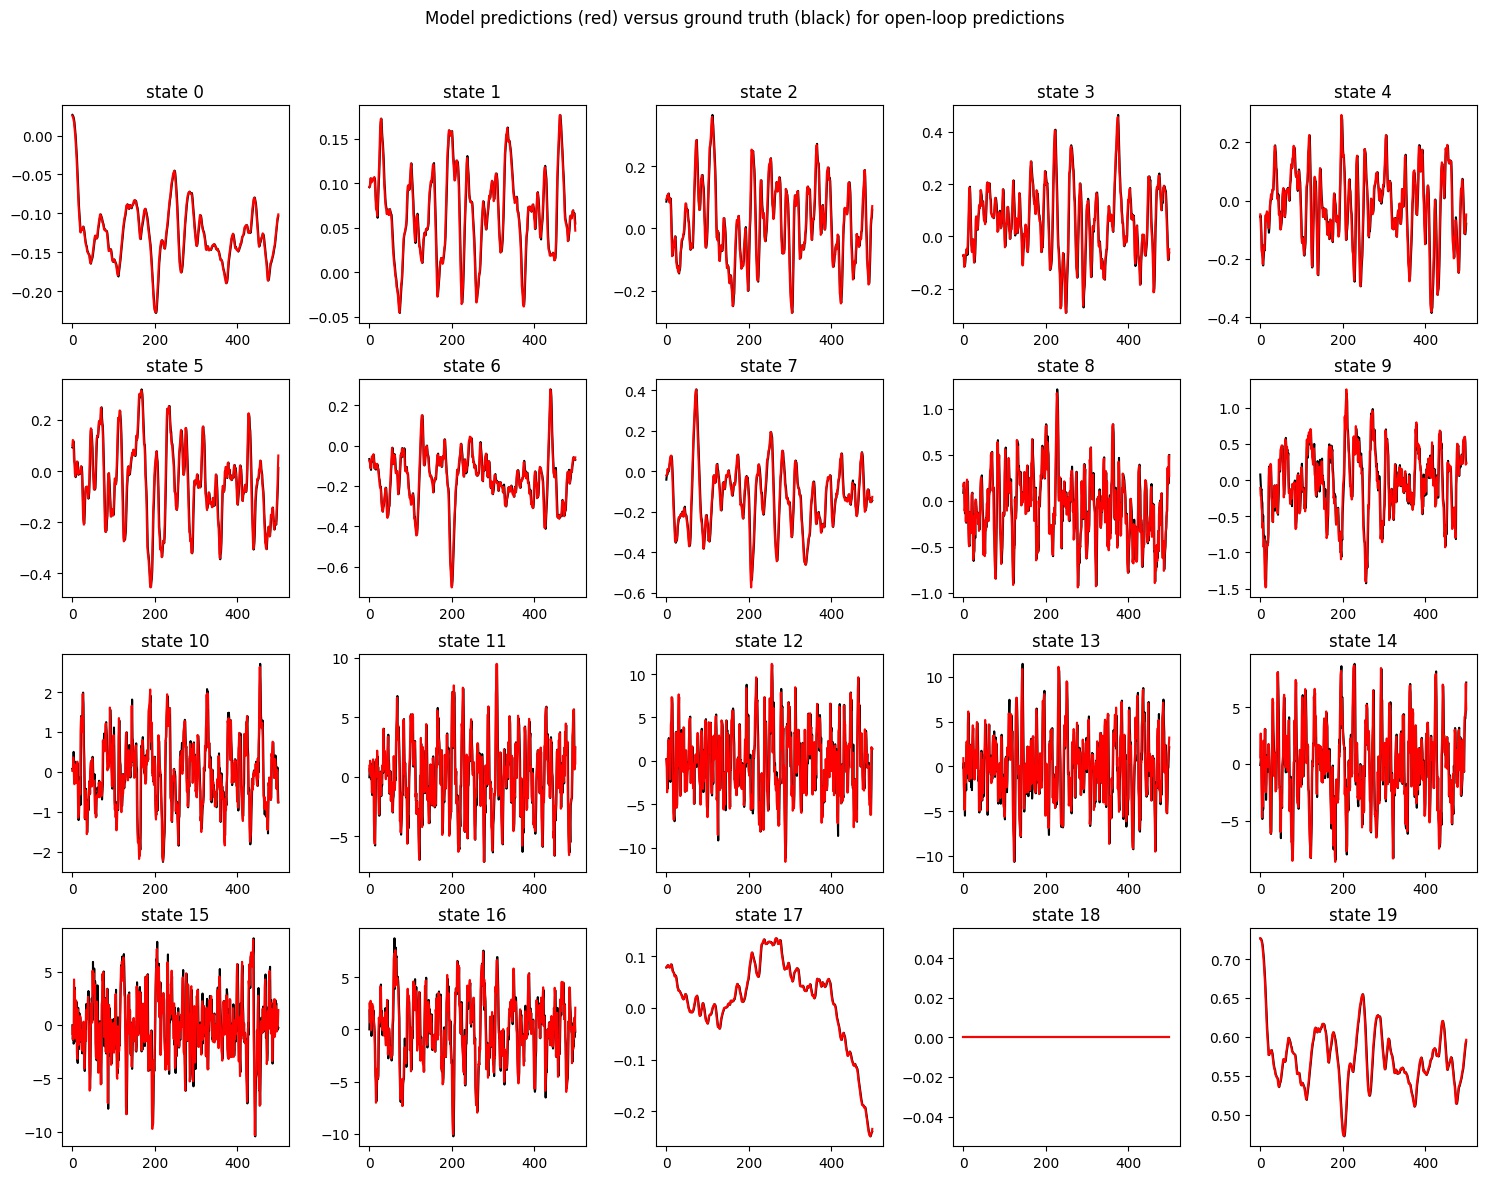 Model predictions (red) versus ground truth (black) for open-loop predictions
state 0 state 1 state 2 state 3 state 4
0.00 −0.05 −0.10 −0.15 −0.20
0.15 0.10 0.05 0.00 −0.05
0.2 0.0 −0.2
0.4 0.2 0.0 −0.2
0.2 0.0 −0.2 −0.4
0 200 400 0 200 400 0 200 400 0 200 400 0 200 400
state 5 state 6 state 7 state 8 state 9
0.2 0.0 −0.2 −0.4
0.2 0.0 −0.2 −0.4 −0.6
0.4 0.2 0.0 −0.2 −0.4 −0.6
1.0 0.5 0.0 −0.5 −1.0
1.0 0.5 0.0 −0.5 −1.0 −1.5
0 200 400 0 200 400 0 200 400 0 200 400 0 200 400
state 10 state 11 state 12 state 13 state 14
2 1 0 −1 −2
10 5 0 −5
10 5 0 −5 −10
10 5 0 −5 −10
5 0 −5
0 200 400 0 200 400 0 200 400 0 200 400 0 200 400
state 15 state 16 state 17 state 18 state 19
5 0 −5 −10
5 0 −5 −10
0.1 0.0 −0.1 −0.2
0.04 0.02 0.00 −0.02 −0.04
0.70 0.65 0.60 0.55 0.50
0 200 400 0 200 400 0 200 400 0 200 400 0 200 400